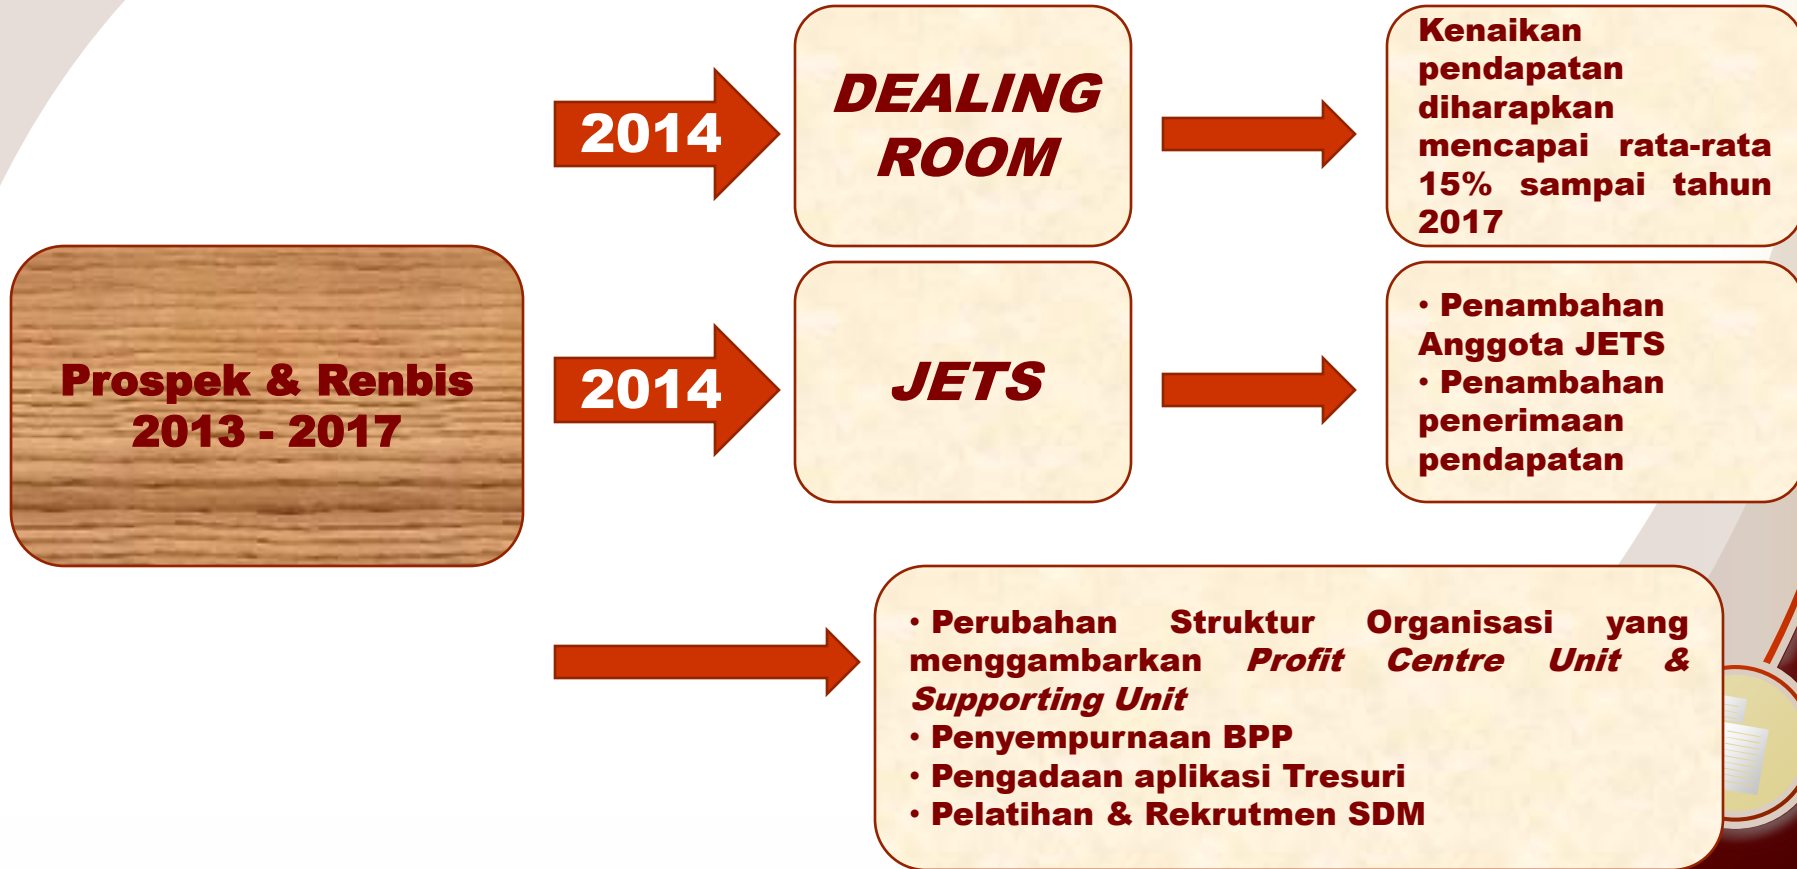 Prospek & Renbis
2013 - 2017
2014
DEALING
ROOM
Kenaikan
pendapatan
diharapkan
mencapai rata-rata
15% sampai tahun
2017
2014
JETS
• Penambahan
Anggota JETS
• Penambahan
penerimaan
pendapatan
• Perubahan Struktur Organisasi yang
menggambarkan Profit Centre Unit &
Supporting Unit
• Penyempurnaan BPP
• Pengadaan aplikasi Tresuri
• Pelatihan & Rekrutmen SDM